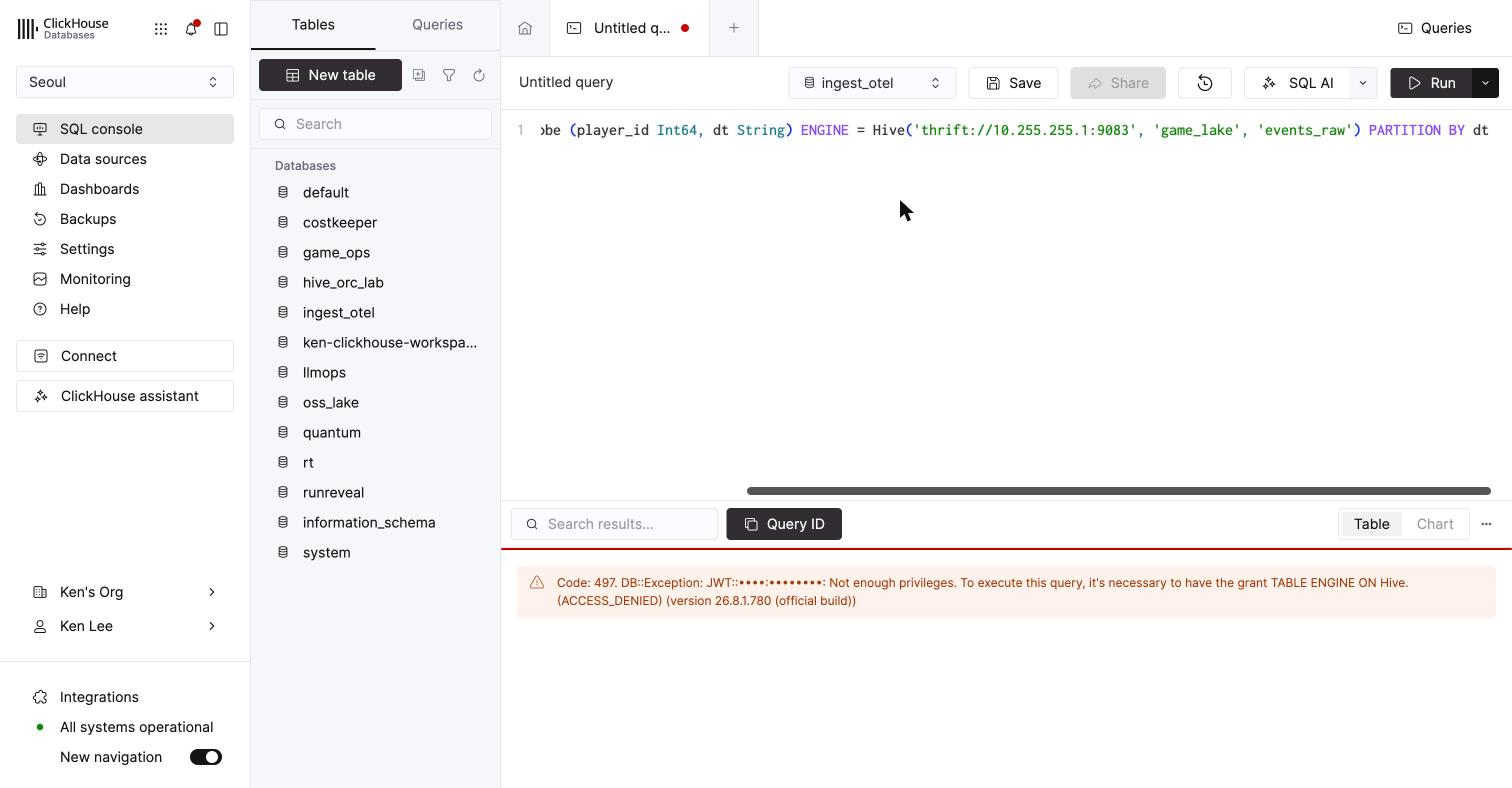 ClickHouse
Databases
Seoul
SQL console
Data sources
Dashboards
Backups
Settings
Monitoring
Help
Connect
ClickHouse assistant
Ken's Org
Ken Lee
Integrations
All systems operational
New navigation
Tables
Queries
New table
Search
Databases
default
costkeeper
game_ops
hive_orc_lab
ingest_otel
ken-clickhouse-workspa...
llmops
oss_lake
quantum
rt
runreveal
information_schema
system
Untitled q...
Queries
Untitled query
ingest_otel
Save
Share
SQL AI
Run
1 obe (player_id Int64, dt String) ENGINE = Hive('thrift://10.255.255.1:9083', 'game_lake', 'events_raw') PARTITION BY dt
Search results...
Query ID
Table
Chart
Code: 497. DB::Exception: JWT::••••:••••••••: Not enough privileges. To execute this query, it's necessary to have the grant TABLE ENGINE ON Hive.
(ACCESS_DENIED) (version 26.8.1.780 (official build))